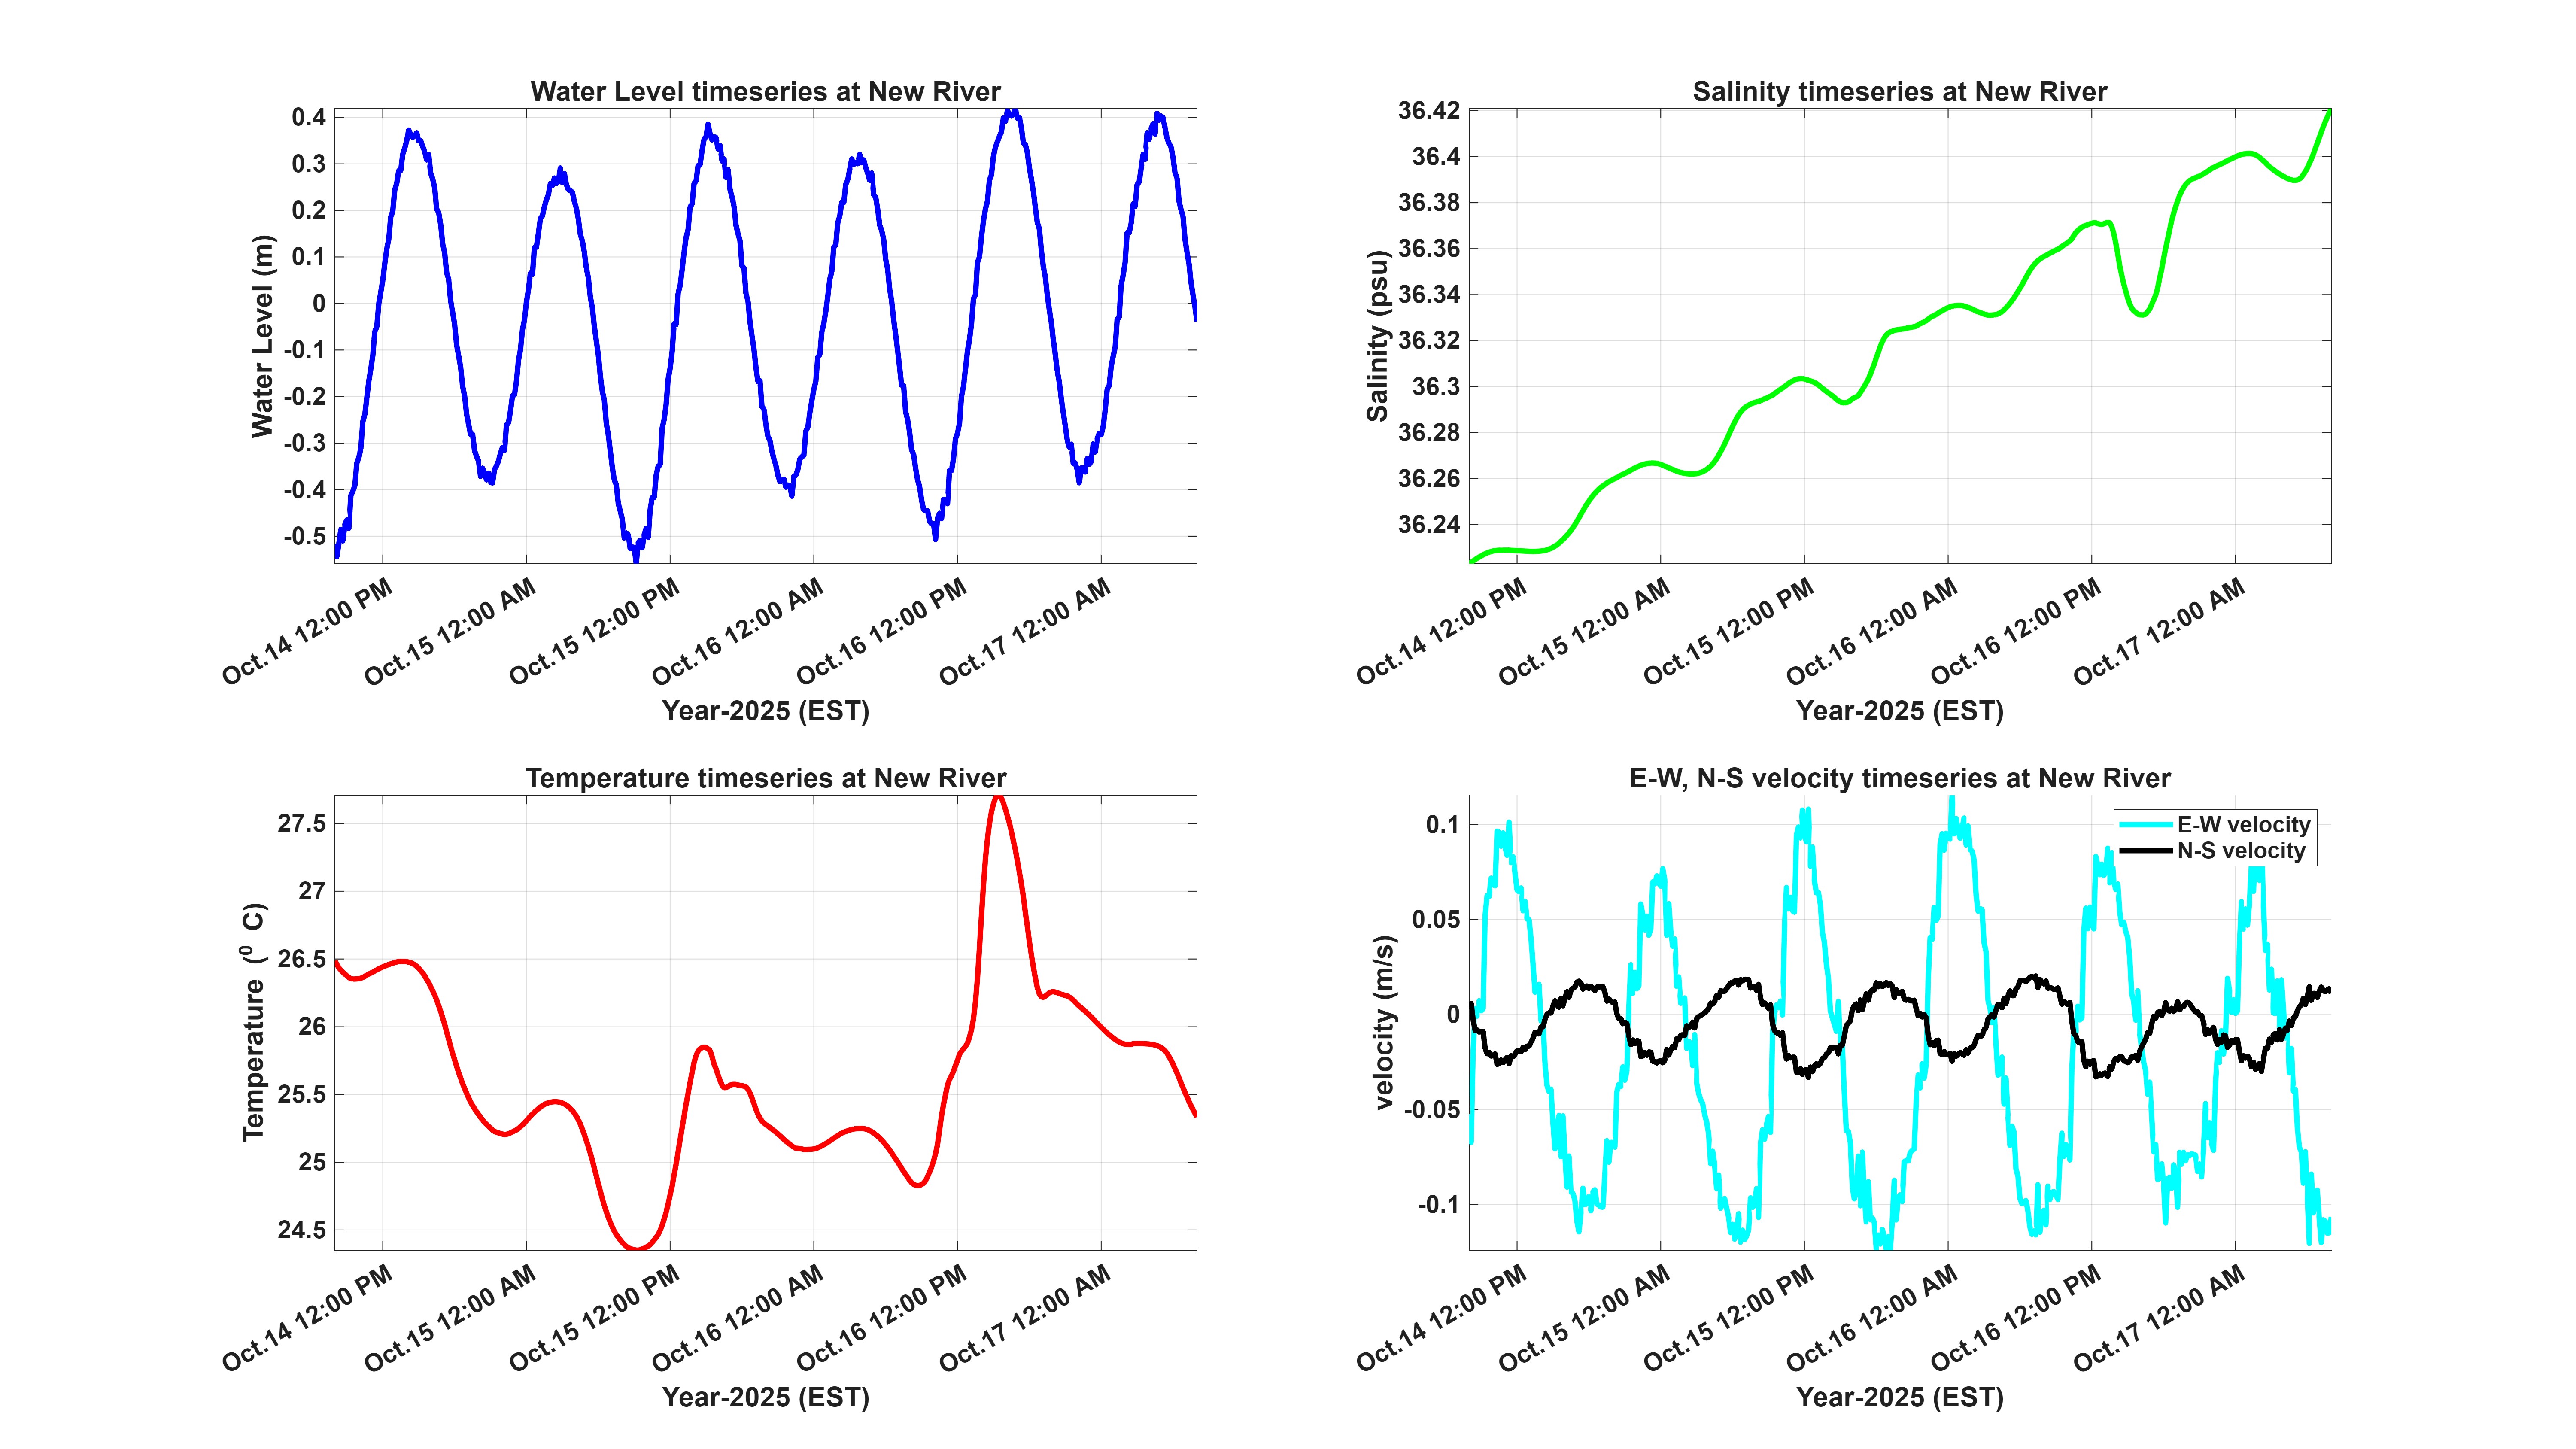 Water Level timeseries at New River
Water Level (m)
0.4
0.3
0.2
0.1
0
-0.1
-0.2
-0.3
-0.4
-0.5
Oct.14 12:00 PM
Oct.15 12:00 AM
Oct.15 12:00 PM
Oct.16 12:00 AM
Oct.16 12:00 PM
Oct.17 12:00 AM
Year-2025 (EST)
Salinity timeseries at New River
Salinity (psu)
36.42
36.4
36.38
36.36
36.34
36.32
36.3
36.28
36.26
36.24
Oct.14 12:00 PM
Oct.15 12:00 AM
Oct.15 12:00 PM
Oct.16 12:00 AM
Oct.16 12:00 PM
Oct.17 12:00 AM
Year-2025 (EST)
Temperature timeseries at New River
Temperature (⁰ C)
27.5
27
26.5
26
25.5
25
24.5
Oct.14 12:00 PM
Oct.15 12:00 AM
Oct.15 12:00 PM
Oct.16 12:00 AM
Oct.16 12:00 PM
Oct.17 12:00 AM
Year-2025 (EST)
E-W, N-S velocity timeseries at New River
velocity (m/s)
0.1
0.05
0
-0.05
-0.1
E-W velocity
N-S velocity
Oct.14 12:00 PM
Oct.15 12:00 AM
Oct.15 12:00 PM
Oct.16 12:00 AM
Oct.16 12:00 PM
Oct.17 12:00 AM
Year-2025 (EST)